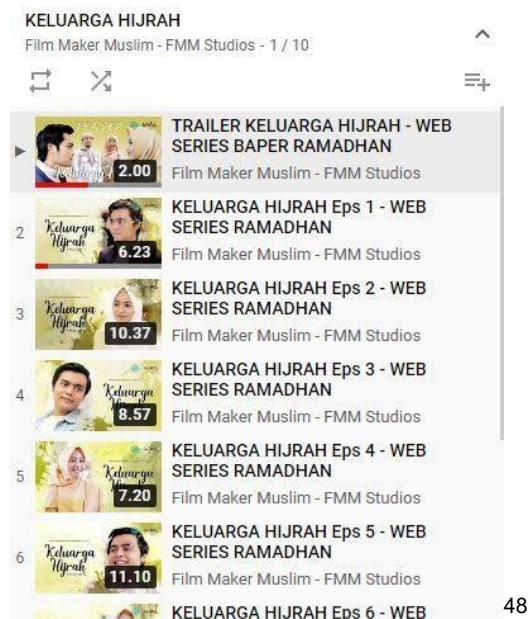 KELUARGA HIJRAH
Film Maker Muslim - FMM Studios - 1 / 10
TRAILER KELUARGA HIJRAH - WEB
SERIES BAPER RAMADHAN
Film Maker Muslim - FMM Studios
2.00
2
KELUARGA HIJRAH Eps 1 - WEB
SERIES RAMADHAN
Film Maker Muslim - FMM Studios
Keluarga
Hijrah
6.23
3
KELUARGA HIJRAH Eps 2 - WEB
SERIES RAMADHAN
Film Maker Muslim - FMM Studios
Keluarga
Hijrah
10.37
4
KELUARGA HIJRAH Eps 3 - WEB
SERIES RAMADHAN
Film Maker Muslim - FMM Studios
Keluarga
8.57
5
KELUARGA HIJRAH Eps 4 - WEB
SERIES RAMADHAN
Film Maker Muslim - FMM Studios
Keluarga
7.20
6
KELUARGA HIJRAH Eps 5 - WEB
SERIES RAMADHAN
Film Maker Muslim - FMM Studios
Keluarga
Hijrah
11.10
KELUARGA HIJRAH Eps 6 - WEB
48